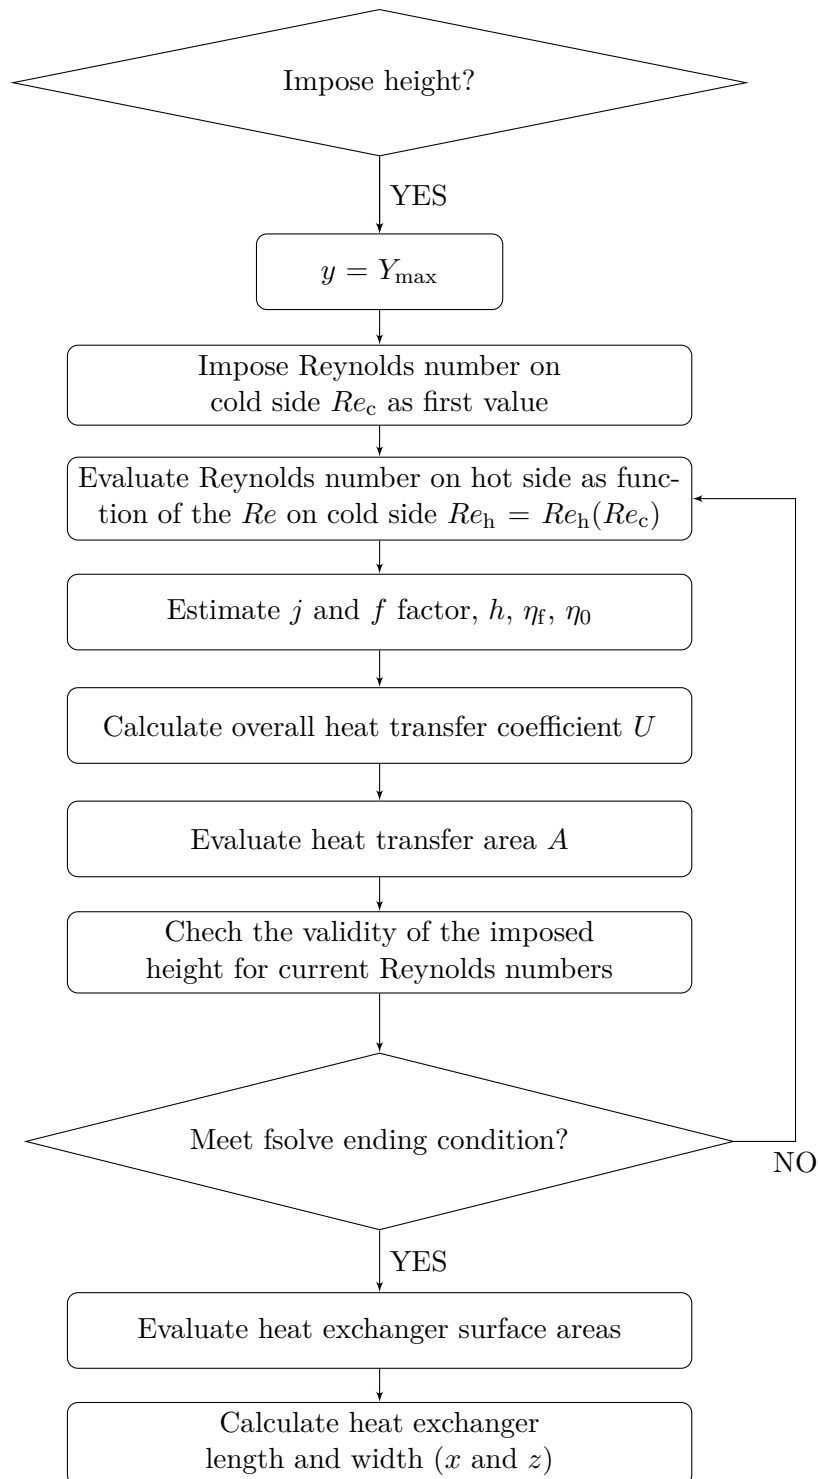 Impose height?
YES
y = Y_max
Impose Reynolds number on
cold side Re_c as first value
Evaluate Reynolds number on hot side as func-
tion of the Re on cold side Re_h = Re_h(Re_c)
Estimate j and f factor, h, η_f, η_0
Calculate overall heat transfer coefficient U
Evaluate heat transfer area A
Chech the validity of the imposed
height for current Reynolds numbers
Meet fsolve ending condition?
NO
YES
Evaluate heat exchanger surface areas
Calculate heat exchanger
length and width (x and z)